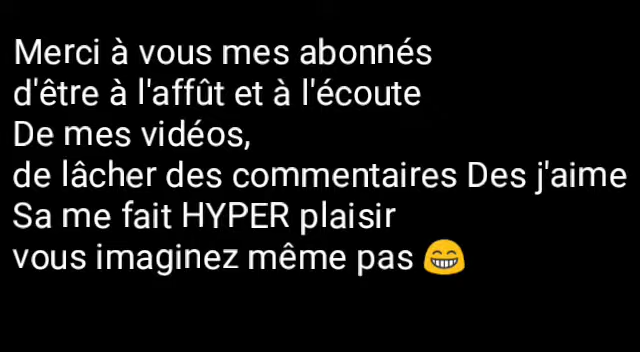 Merci à vous mes abonnés
d'être à l'affût et à l'écoute
De mes vidéos,
de lâcher des commentaires Des j'aime
Sa me fait HYPER plaisir
vous imaginez même pas 😁